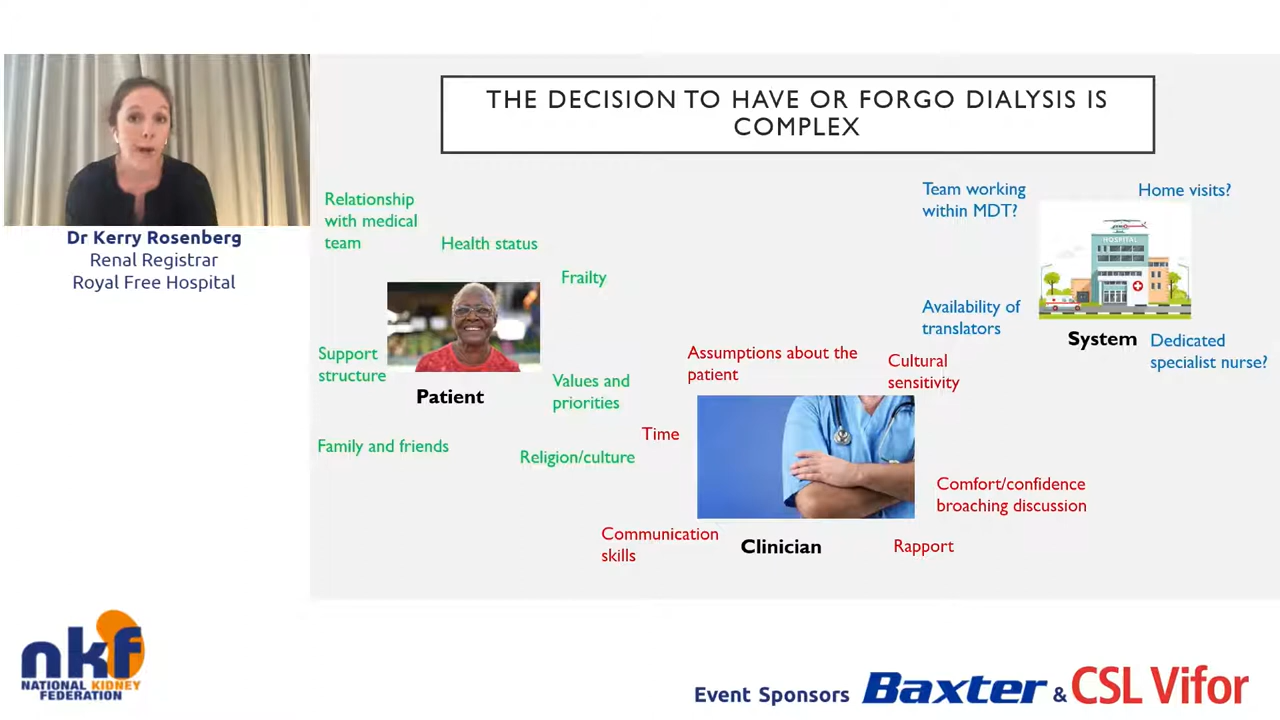 THE DECISION TO HAVE OR FORGO DIALYSIS IS
COMPLEX
Dr Kerry Rosenberg
Renal Registrar
Royal Free Hospital
Relationship
with medical
team
Health status
Frailty
Support
structure
Patient
Values and
priorities
Family and friends
Religion/culture
Assumptions about the
patient
Cultural
sensitivity
Time
Comfort/confidence
broaching discussion
Communication
skills
Clinician
Rapport
Team working
within MDT?
Home visits?
HOSPITAL
Availability of
translators
System
Dedicated
specialist nurse?
nkf
NATIONAL KIDNEY
FEDERATION
Event Sponsors Baxter & CSL Vifor